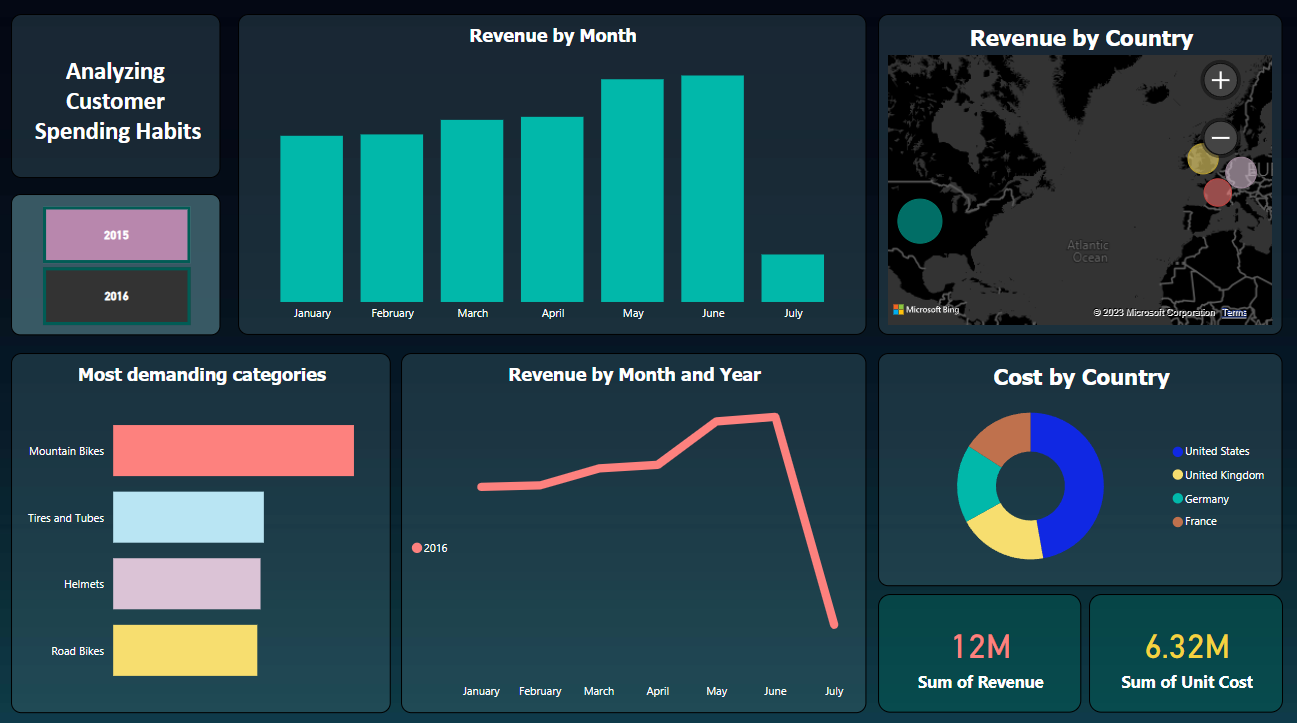 Analyzing
Customer
Spending Habits
2015
2016
Revenue by Month
January February March April May June July
Revenue by Country
Atlantic
Ocean
Microsoft Bing
© 2023 Microsoft Corporation Terms
Most demanding categories
Mountain Bikes
Tires and Tubes
Helmets
Road Bikes
Revenue by Month and Year
2016
January February March April May June July
Cost by Country
United States
United Kingdom
Germany
France
12M
Sum of Revenue
6.32M
Sum of Unit Cost